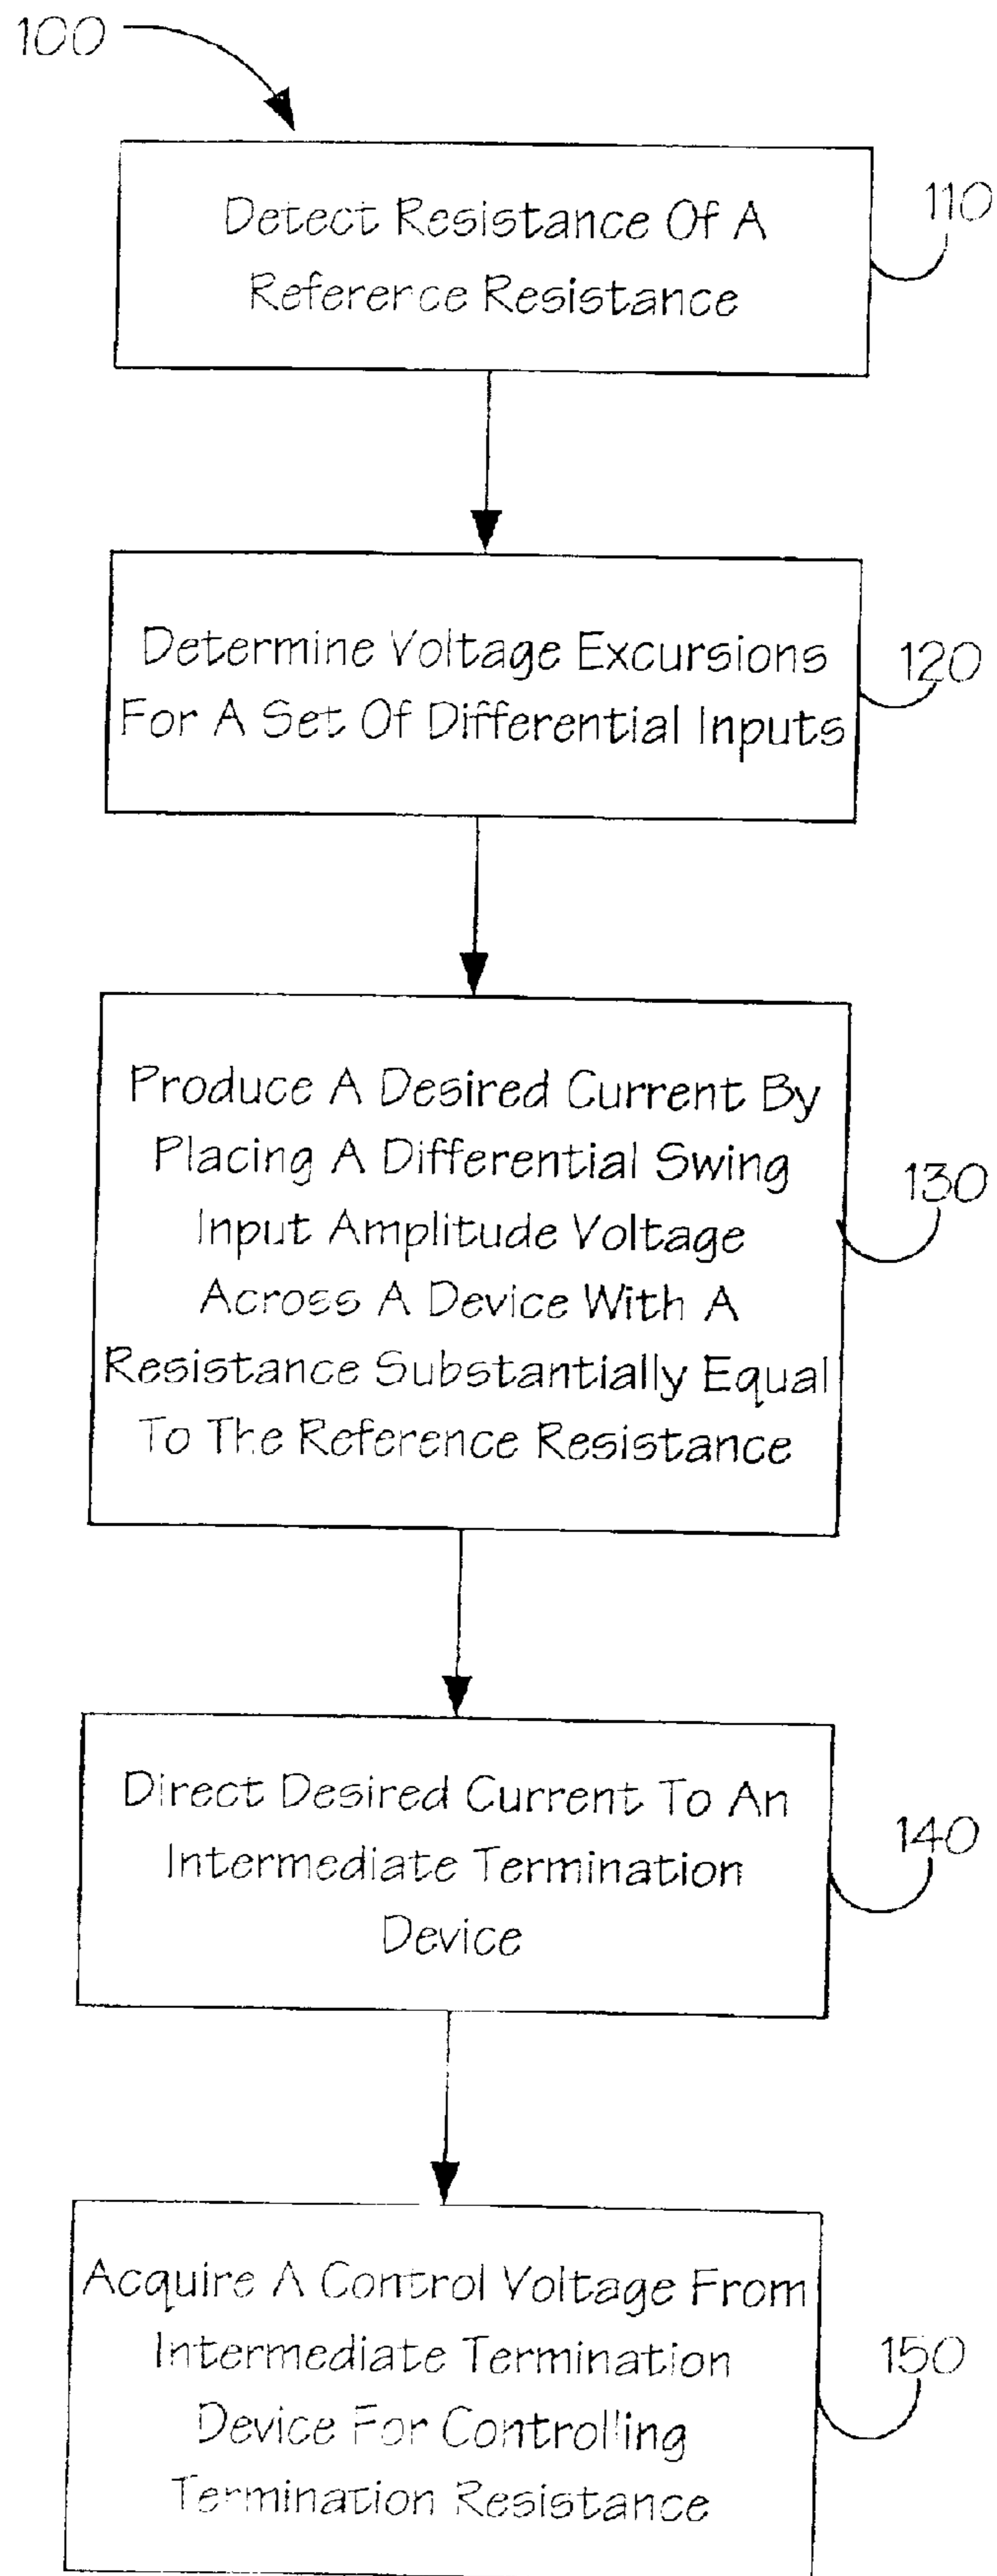 100
Detect Resistance Of A
Reference Resistance
110
Determine Voltage Excursions
For A Set Of Differential Inputs
120
Produce A Desired Current By
Placing A Differential Swing
Input Amplitude Voltage
Across A Device With A
Resistance Substantially Equal
To The Reference Resistance
130
Direct Desired Current To An
Intermediate Termination
Device
140
Acquire A Control Voltage From
Intermediate Termination
Device For Controlling
Termination Resistance
150